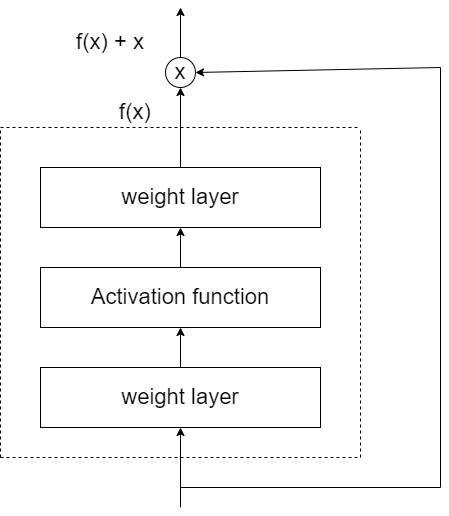 f(x) + x
x
f(x)
weight layer
Activation function
weight layer